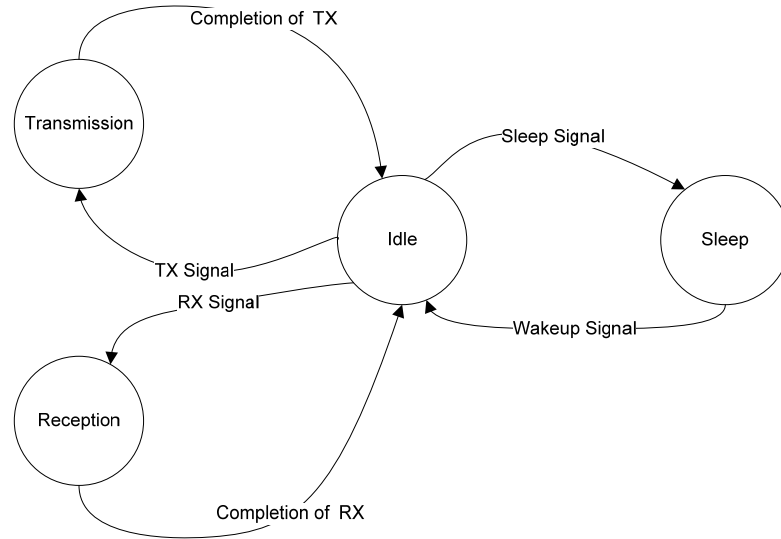 Completion of TX
Transmission
Sleep Signal
Idle
Sleep
TX Signal
RX Signal
Wakeup Signal
Reception
Completion of RX